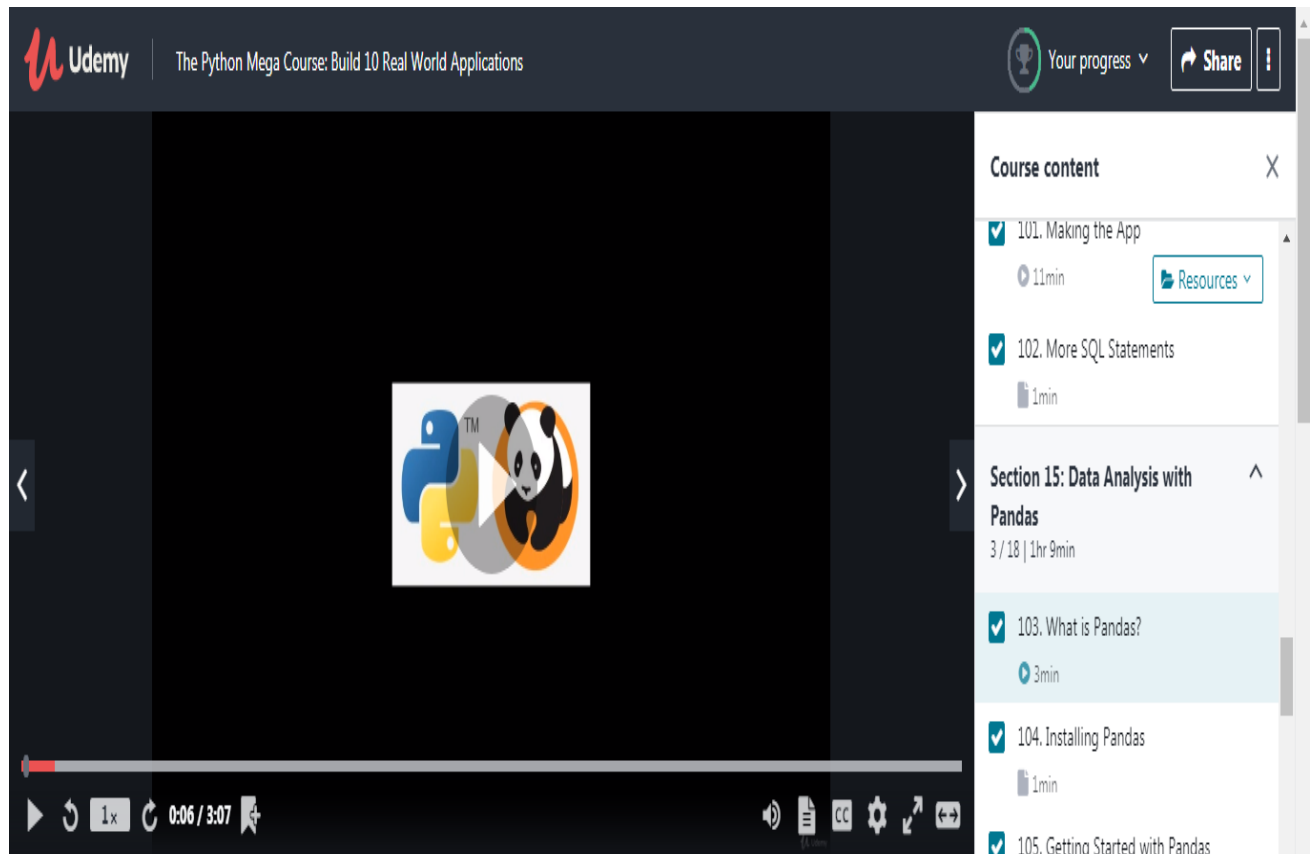 Udemy
The Python Mega Course: Build 10 Real World Applications
Your progress
Share
TM
1x
0:06 / 3:07
CC
Udemy
Course content
101. Making the App
11min
Resources
102. More SQL Statements
1min
Section 15: Data Analysis with
Pandas
3 / 18 | 1hr 9min
103. What is Pandas?
3min
104. Installing Pandas
1min
105. Getting Started with Pandas